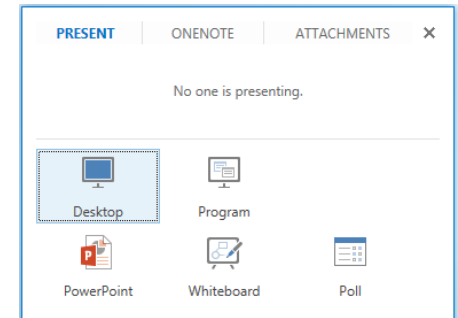 PRESENT ONENOTE ATTACHMENTS
No one is presenting.
Desktop Program
PowerPoint Whiteboard Poll